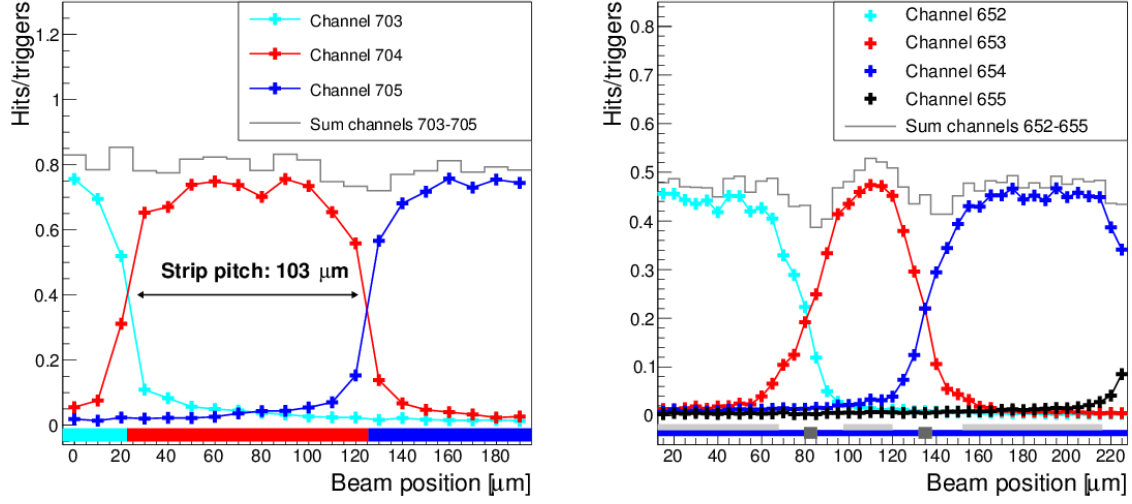 Hits/triggers
1.2
1
0.8
0.6
0.4
0.2
0
Channel 703
Channel 704
Channel 705
Sum channels 703-705
Strip pitch: 103 μm
0 20 40 60 80 100 120 140 160 180
Beam position [μm]
Hits/triggers
0.8
0.7
0.6
0.5
0.4
0.3
0.2
0.1
0
Channel 652
Channel 653
Channel 654
Channel 655
Sum channels 652-655
20 40 60 80 100 120 140 160 180 200 220
Beam position [μm]